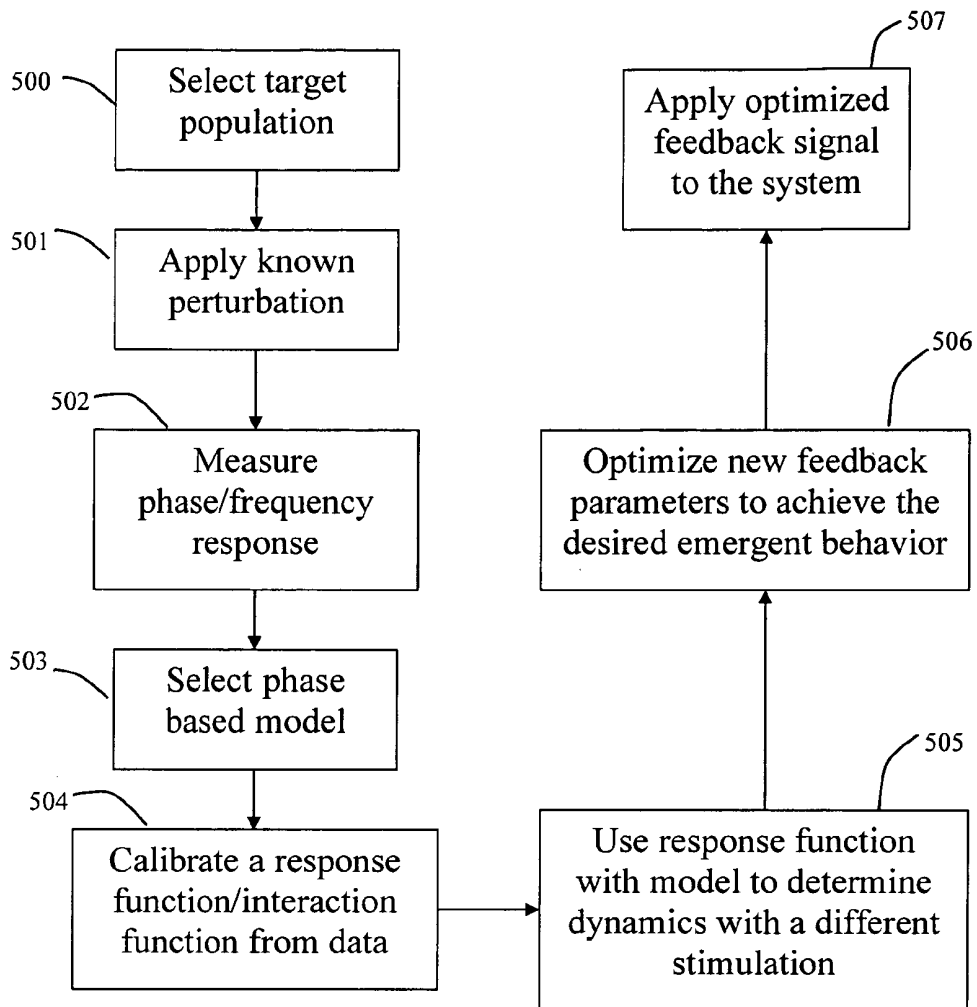 500
Select target
population
501
Apply known
perturbation
502
Measure
phase/frequency
response
503
Select phase
based model
504
Calibrate a response
function/interaction
function from data
505
Use response function
with model to determine
dynamics with a different
stimulation
506
Optimize new feedback
parameters to achieve the
desired emergent behavior
507
Apply optimized
feedback signal
to the system